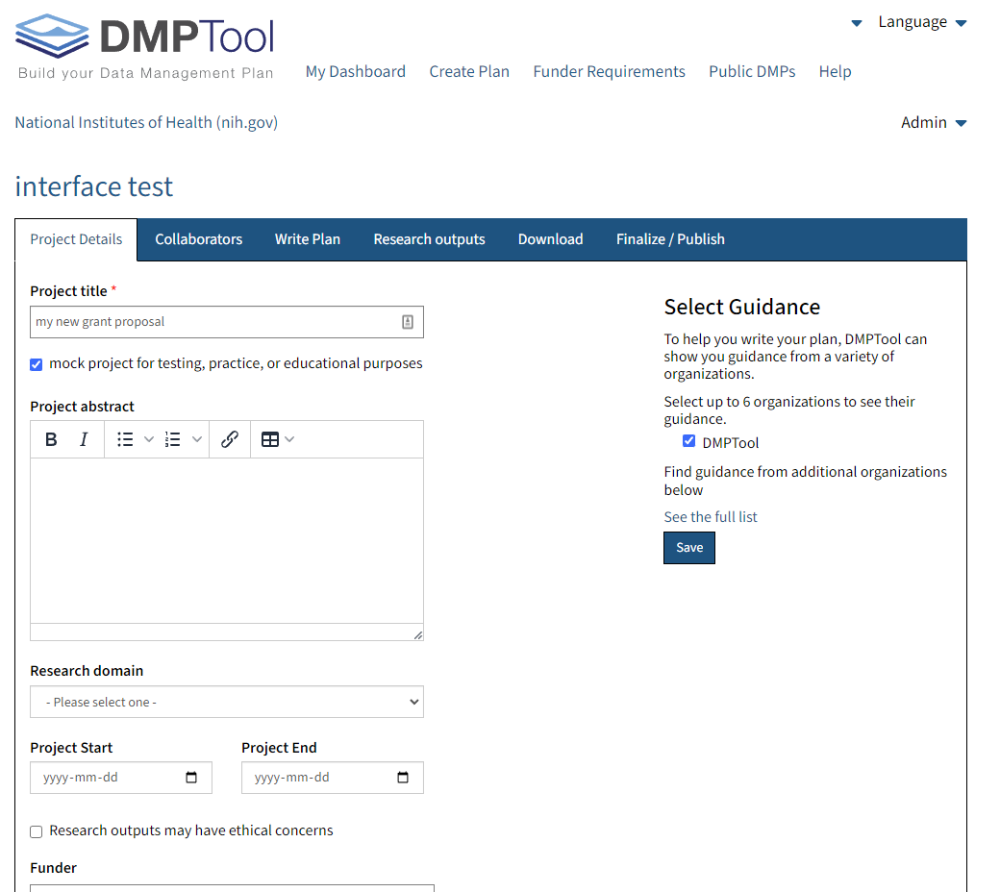 DMPTool
Build your Data Management Plan
Language
My Dashboard Create Plan Funder Requirements Public DMPs Help
National Institutes of Health (nih.gov)
Admin
interface test
Project Details Collaborators Write Plan Research outputs Download Finalize / Publish
Project title *
my new grant proposal
mock project for testing, practice, or educational purposes
Project abstract
B I
Research domain
- Please select one -
Project Start Project End
yyyy-mm-dd yyyy-mm-dd
Research outputs may have ethical concerns
Funder
Select Guidance
To help you write your plan, DMPTool can
show you guidance from a variety of
organizations.
Select up to 6 organizations to see their
guidance.
DMPTool
Find guidance from additional organizations
below
See the full list
Save